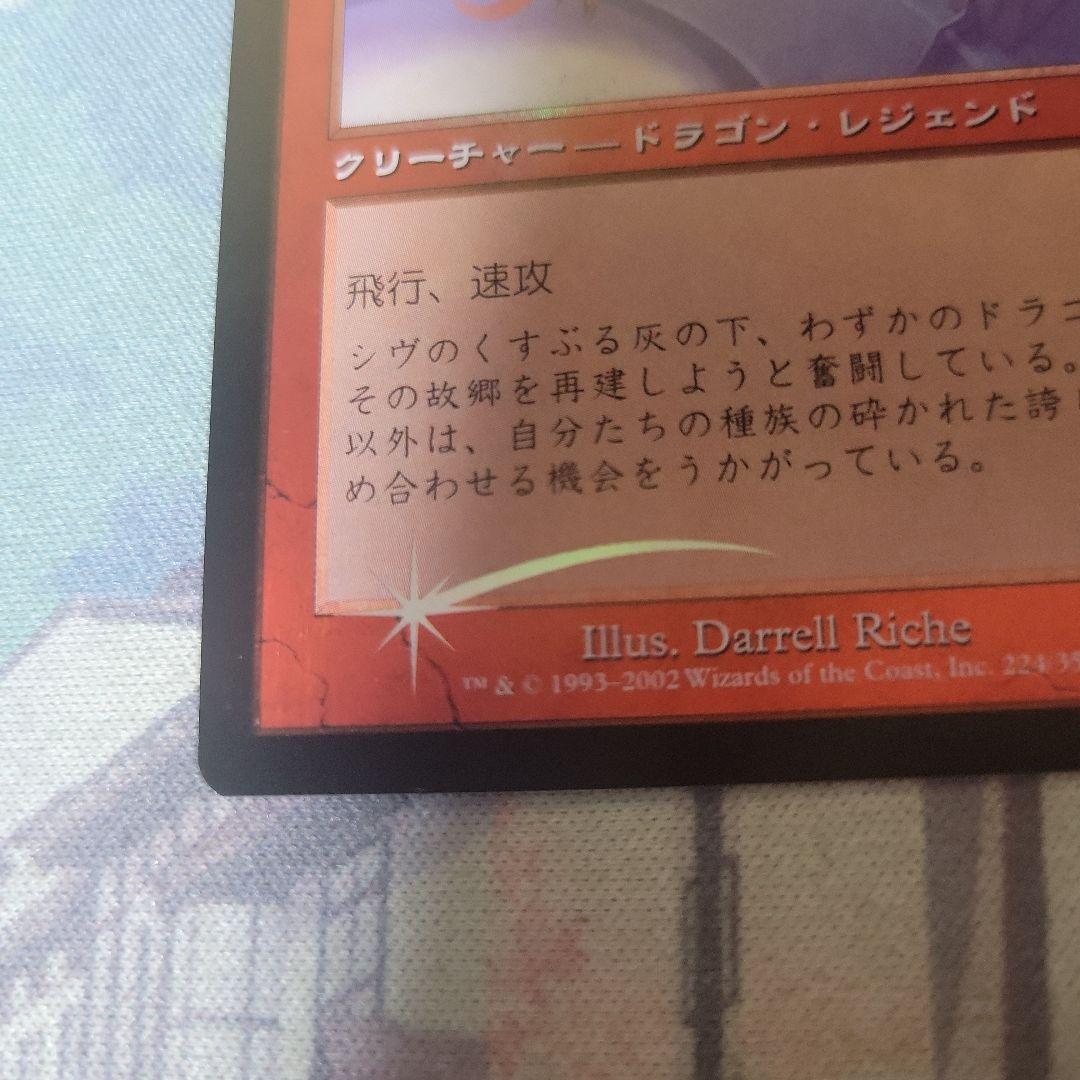 クリーチャー ― ドラゴン・レジェンド
飛行、速攻
シヴのくすぶる灰の下、わずかのドラゴ
その故郷を再建しようと奮闘している。
以外は、自分たちの種族の砕かれた誇
め合わせる機会をうかがっている。
Illus. Darrell Riche
™ & © 1993–2002 Wizards of the Coast, Inc. 224/35